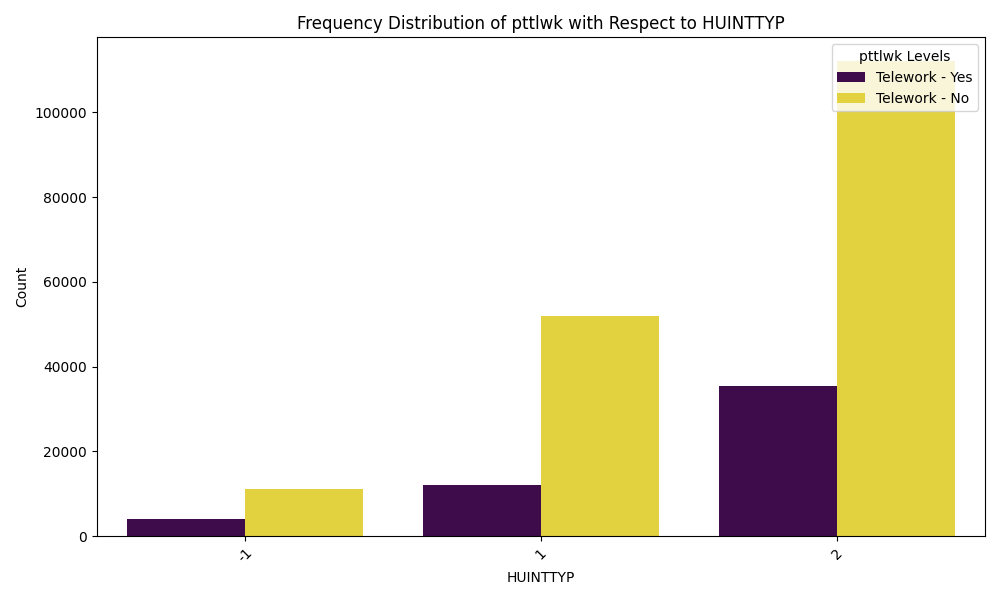 Frequency Distribution of pttlwk with Respect to HUINTTYP
pttlwk Levels
Telework - Yes
Telework - No
100000
80000
60000
40000
20000
0
Count
-1
1
2
HUINTTYP